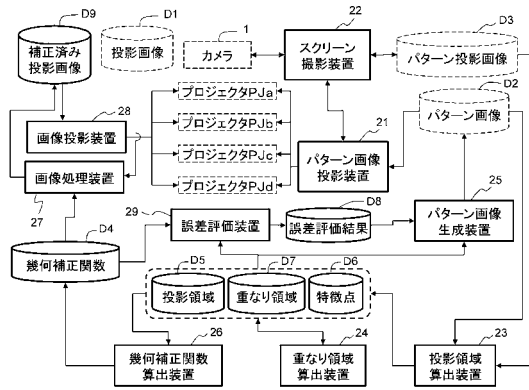 D9
D1
1
22
D3
補正済み
投影画像
投影画像
カメラ
スクリーン
撮影装置
パターン投影画像
D2
28
プロジェクタPJa
21
パターン画像
画像投影装置
プロジェクタPJb
画像処理装置
プロジェクタPJc
パターン画像
投影装置
27
プロジェクタPJd
25
D4
29
D8
誤差評価装置
誤差評価結果
パターン画像
生成装置
幾何補正関数
D5
D7
D6
投影領域
重なり領域
特徴点
26
24
23
幾何補正関数
算出装置
重なり領域
算出装置
投影領域
算出装置